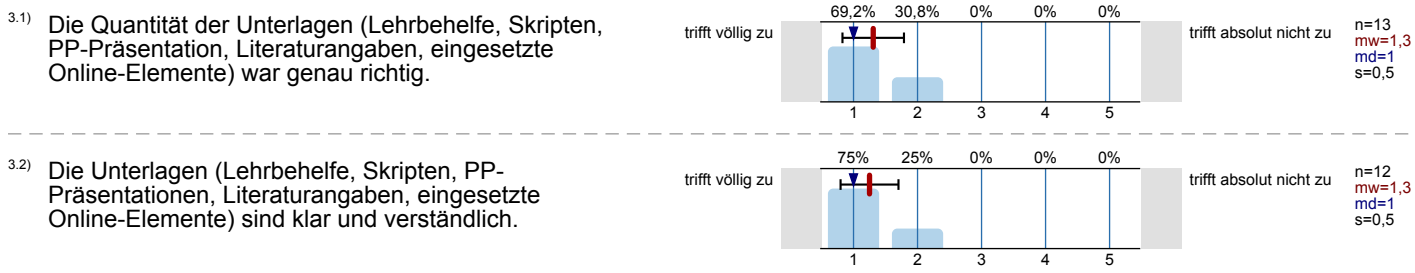 3.1) Die Quantität der Unterlagen (Lehrbehelfe, Skripten,
PP-Präsentation, Literaturangaben, eingesetzte
Online-Elemente) war genau richtig.
trifft völlig zu
69,2% 30,8% 0% 0% 0%
1 2 3 4 5
trifft absolut nicht zu
n=13
mw=1,3
md=1
s=0,5
3.2) Die Unterlagen (Lehrbehelfe, Skripten, PP-
Präsentationen, Literaturangaben, eingesetzte
Online-Elemente) sind klar und verständlich.
trifft völlig zu
75% 25% 0% 0% 0%
1 2 3 4 5
trifft absolut nicht zu
n=12
mw=1,3
md=1
s=0,5